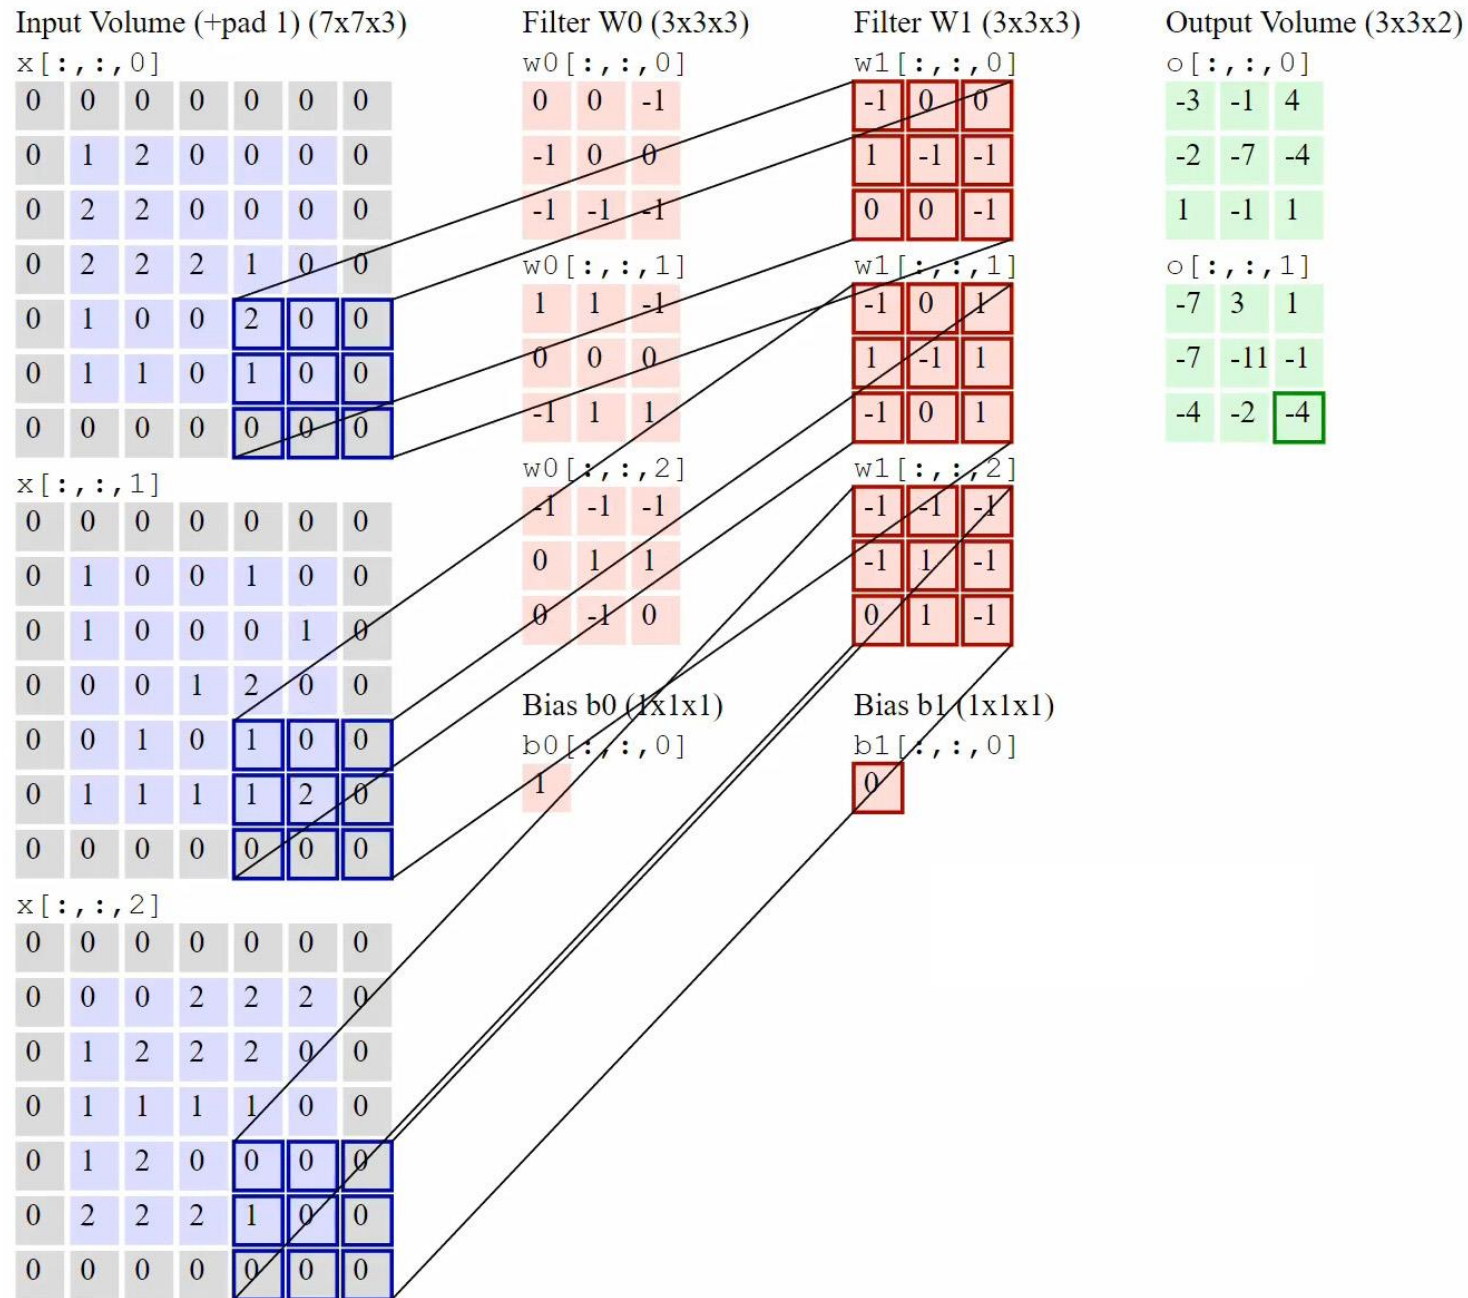 Input Volume (+pad 1) (7x7x3)
x[:,:,0]
0 0 0 0 0 0 0
0 1 2 0 0 0 0
0 2 2 0 0 0 0
0 2 2 2 1 0 0
0 1 0 0 2 0 0
0 1 1 0 1 0 0
0 0 0 0 0 0 0
x[:,:,1]
0 0 0 0 0 0 0
0 1 0 0 1 0 0
0 1 0 0 0 1 0
0 0 0 1 2 0 0
0 0 1 0 1 0 0
0 1 1 1 1 2 0
0 0 0 0 0 0 0
x[:,:,2]
0 0 0 0 0 0 0
0 0 0 2 2 2 0
0 1 2 2 2 0 0
0 1 1 1 1 0 0
0 1 2 0 0 0 0
0 2 2 2 1 0 0
0 0 0 0 0 0 0
Filter W0 (3x3x3)
w0[:,:,0]
0 0 -1
-1 0 0
-1 -1 -1
w0[:,:,1]
1 1 -1
0 0 0
-1 1 1
w0[:,:,2]
-1 -1 -1
0 1 1
0 -1 0
Bias b0 (1x1x1)
b0[:,:,0]
1
Filter W1 (3x3x3)
w1[:,:,0]
-1 0 0
1 -1 -1
0 0 -1
w1[:,:,1]
-1 0 1
1 -1 1
-1 0 1
w1[:,:,2]
-1 -1 -1
-1 1 -1
0 1 -1
Bias b1 (1x1x1)
b1[:,:,0]
0
Output Volume (3x3x2)
o[:,:,0]
-3 -1 4
-2 -7 -4
1 -1 1
o[:,:,1]
-7 3 1
-7 -11 -1
-4 -2 -4